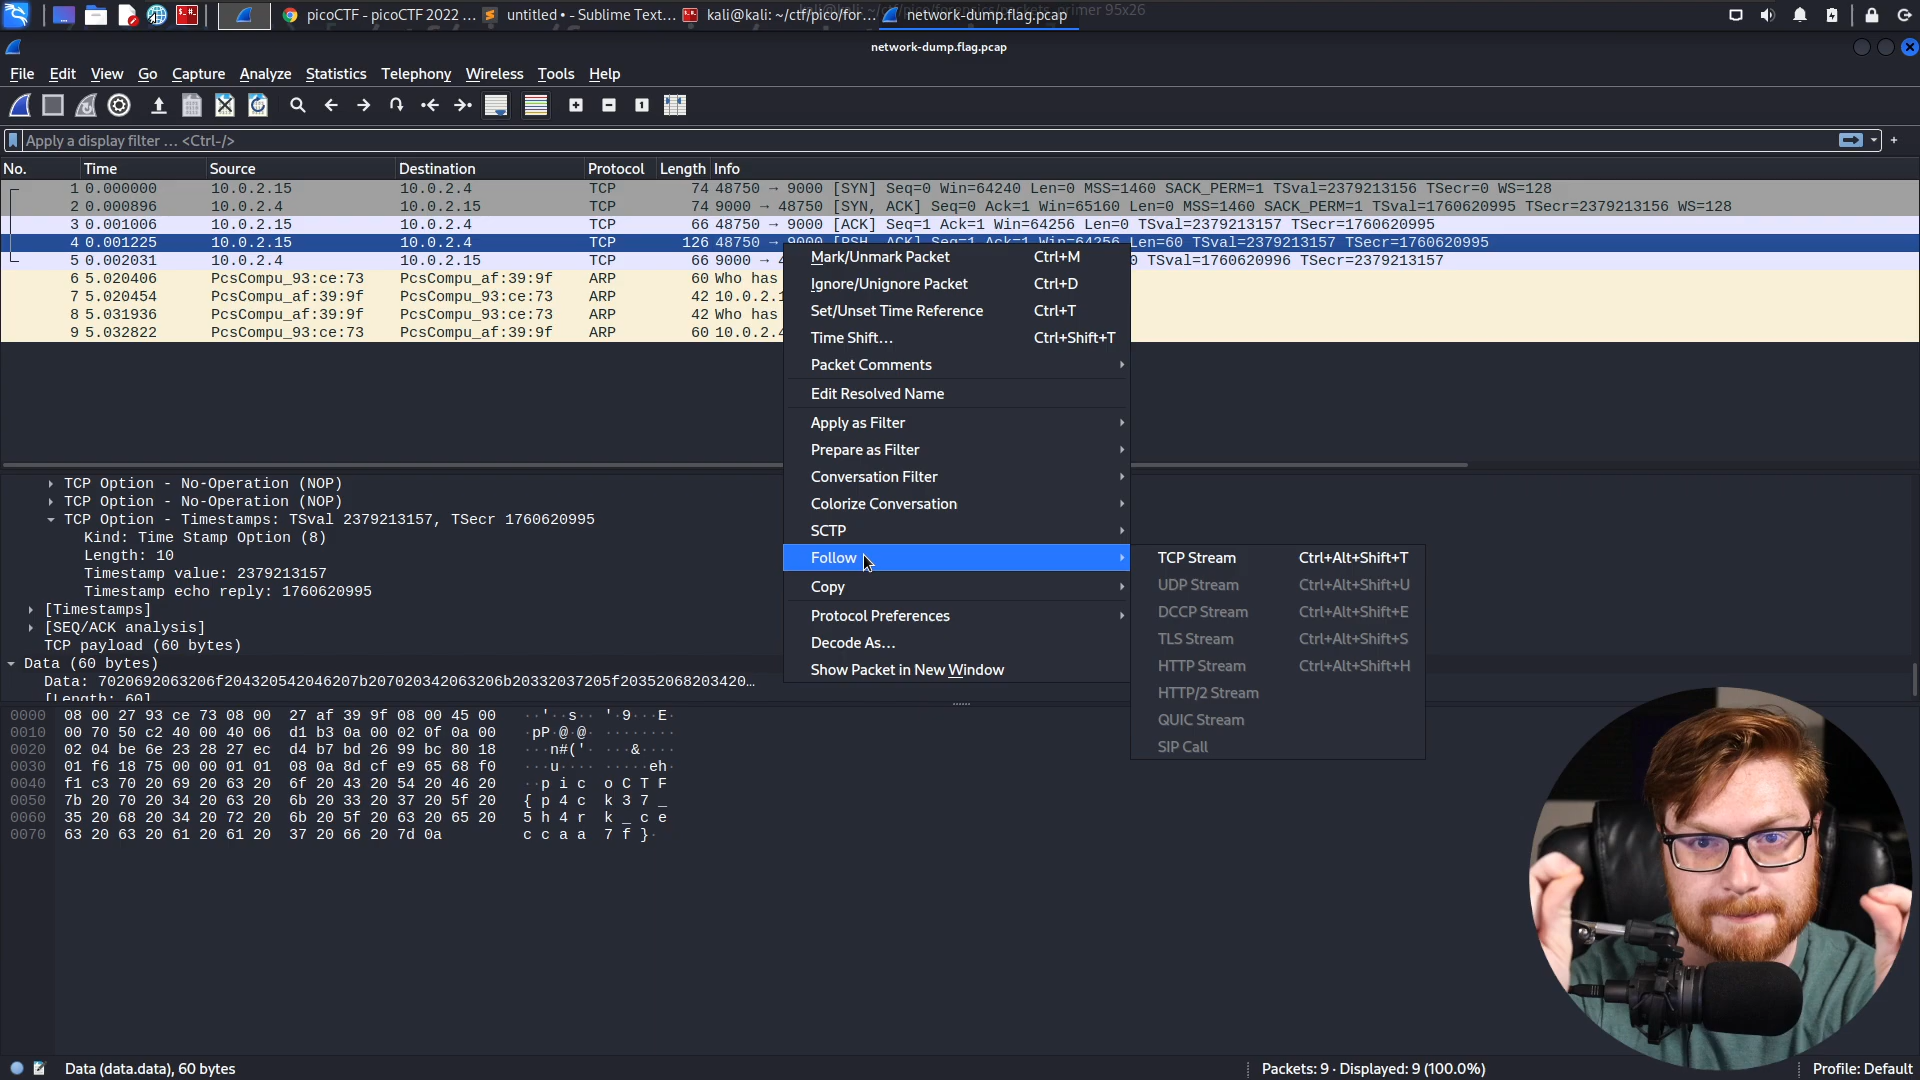 picoCTF - picoCTF 2022 ... untitled • - Sublime Text... kali@kali: ~/ctf/pico/for... network-dump.flag.pcap
network-dump.flag.pcap
File Edit View Go Capture Analyze Statistics Telephony Wireless Tools Help
Apply a display filter … <Ctrl-/>
No. Time Source Destination Protocol Length Info
1 0.000000 10.0.2.15 10.0.2.4 TCP 74 48750 → 9000 [SYN] Seq=0 Win=64240 Len=0 MSS=1460 SACK_PERM=1 TSval=2379213156 TSecr=0 WS=128
2 0.000896 10.0.2.4 10.0.2.15 TCP 74 9000 → 48750 [SYN, ACK] Seq=0 Ack=1 Win=65160 Len=0 MSS=1460 SACK_PERM=1 TSval=1760620995 TSecr=2379213156 WS=128
3 0.001006 10.0.2.15 10.0.2.4 TCP 66 48750 → 9000 [ACK] Seq=1 Ack=1 Win=64256 Len=0 TSval=2379213157 TSecr=1760620995
4 0.001225 10.0.2.15 10.0.2.4 TCP 126 48750 → 9000 [PSH, ACK] Seq=1 Ack=1 Win=64256 Len=60 TSval=2379213157 TSecr=1760620995
5 0.002031 10.0.2.4 10.0.2.15 TCP 66 9000 → 4 0 TSval=1760620996 TSecr=2379213157
6 5.020406 PcsCompu_93:ce:73 PcsCompu_af:39:9f ARP 60 Who has
7 5.020454 PcsCompu_af:39:9f PcsCompu_93:ce:73 ARP 42 10.0.2.1
8 5.031936 PcsCompu_af:39:9f PcsCompu_93:ce:73 ARP 42 Who has
9 5.032822 PcsCompu_93:ce:73 PcsCompu_af:39:9f ARP 60 10.0.2.4
Mark/Unmark Packet Ctrl+M
Ignore/Unignore Packet Ctrl+D
Set/Unset Time Reference Ctrl+T
Time Shift… Ctrl+Shift+T
Packet Comments
Edit Resolved Name
Apply as Filter
Prepare as Filter
Conversation Filter
Colorize Conversation
SCTP
Follow
Copy
Protocol Preferences
Decode As…
Show Packet in New Window
TCP Stream Ctrl+Alt+Shift+T
UDP Stream Ctrl+Alt+Shift+U
DCCP Stream Ctrl+Alt+Shift+E
TLS Stream Ctrl+Alt+Shift+S
HTTP Stream Ctrl+Alt+Shift+H
HTTP/2 Stream
QUIC Stream
SIP Call
TCP Option - No-Operation (NOP)
TCP Option - No-Operation (NOP)
TCP Option - Timestamps: TSval 2379213157, TSecr 1760620995
Kind: Time Stamp Option (8)
Length: 10
Timestamp value: 2379213157
Timestamp echo reply: 1760620995
[Timestamps]
[SEQ/ACK analysis]
TCP payload (60 bytes)
Data (60 bytes)
Data: 7020692063206f204320542046207b207020342063206b20332037205f20352068203420…
[Length: 60]
0000 08 00 27 93 ce 73 08 00 27 af 39 9f 08 00 45 00 ··'··s·· '·9···E·
0010 00 70 50 c2 40 00 40 06 d1 b3 0a 00 02 0f 0a 00 ·pP·@·@· ········
0020 02 04 be 6e 23 28 27 ec d4 b7 bd 26 99 bc 80 18 ···n#('· ···&····
0030 01 f6 18 75 00 00 01 01 08 0a 8d cf e9 65 68 f0 ···u···· ·····eh·
0040 f1 c3 70 20 69 20 63 20 6f 20 43 20 54 20 46 20 ··p i c o C T F
0050 7b 20 70 20 34 20 63 20 6b 20 33 20 37 20 5f 20 { p 4 c k 3 7 _
0060 35 20 68 20 34 20 72 20 6b 20 5f 20 63 20 65 20 5 h 4 r k _ c e
0070 63 20 63 20 61 20 61 20 37 20 66 20 7d 0a c c a a 7 f }·
Data (data.data), 60 bytes Packets: 9 · Displayed: 9 (100.0%) Profile: Default